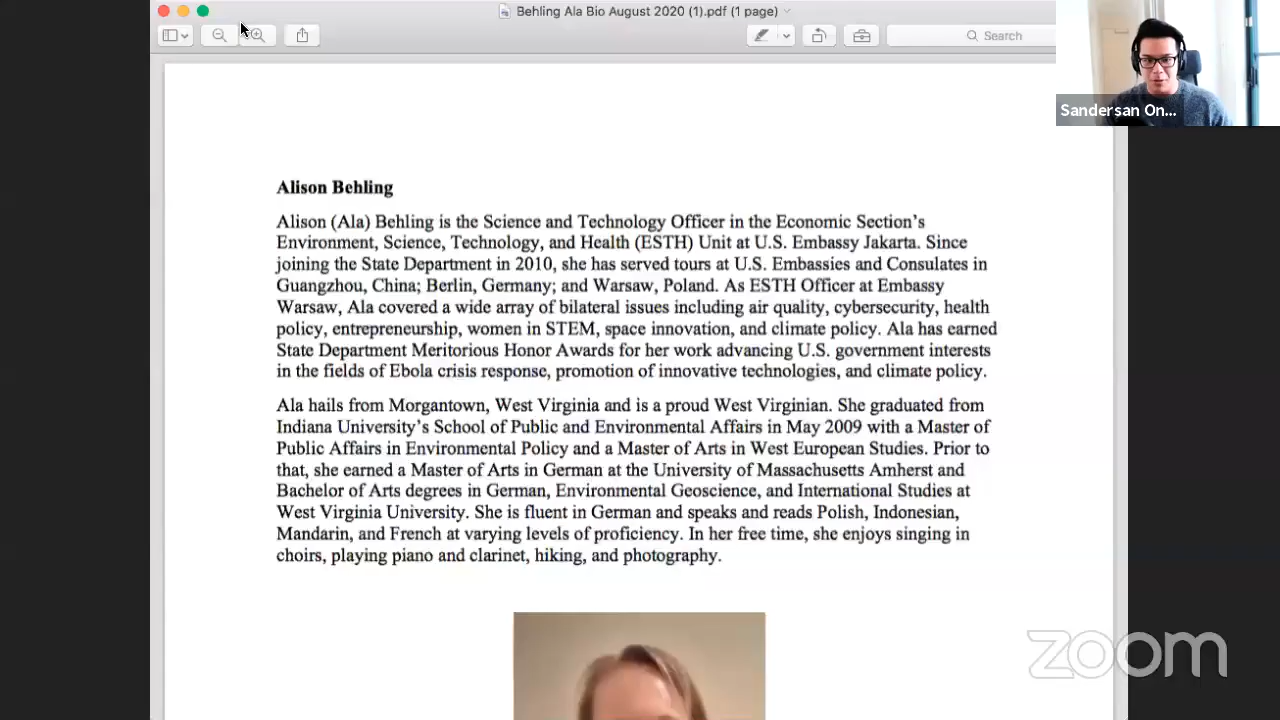 Behling Ala Bio August 2020 (1).pdf (1 page)
Search
Sandersan On...
Alison Behling
Alison (Ala) Behling is the Science and Technology Officer in the Economic Section's
Environment, Science, Technology, and Health (ESTH) Unit at U.S. Embassy Jakarta. Since
joining the State Department in 2010, she has served tours at U.S. Embassies and Consulates in
Guangzhou, China; Berlin, Germany; and Warsaw, Poland. As ESTH Officer at Embassy
Warsaw, Ala covered a wide array of bilateral issues including air quality, cybersecurity, health
policy, entrepreneurship, women in STEM, space innovation, and climate policy. Ala has earned
State Department Meritorious Honor Awards for her work advancing U.S. government interests
in the fields of Ebola crisis response, promotion of innovative technologies, and climate policy.
Ala hails from Morgantown, West Virginia and is a proud West Virginian. She graduated from
Indiana University's School of Public and Environmental Affairs in May 2009 with a Master of
Public Affairs in Environmental Policy and a Master of Arts in West European Studies. Prior to
that, she earned a Master of Arts in German at the University of Massachusetts Amherst and
Bachelor of Arts degrees in German, Environmental Geoscience, and International Studies at
West Virginia University. She is fluent in German and speaks and reads Polish, Indonesian,
Mandarin, and French at varying levels of proficiency. In her free time, she enjoys singing in
choirs, playing piano and clarinet, hiking, and photography.
zoom